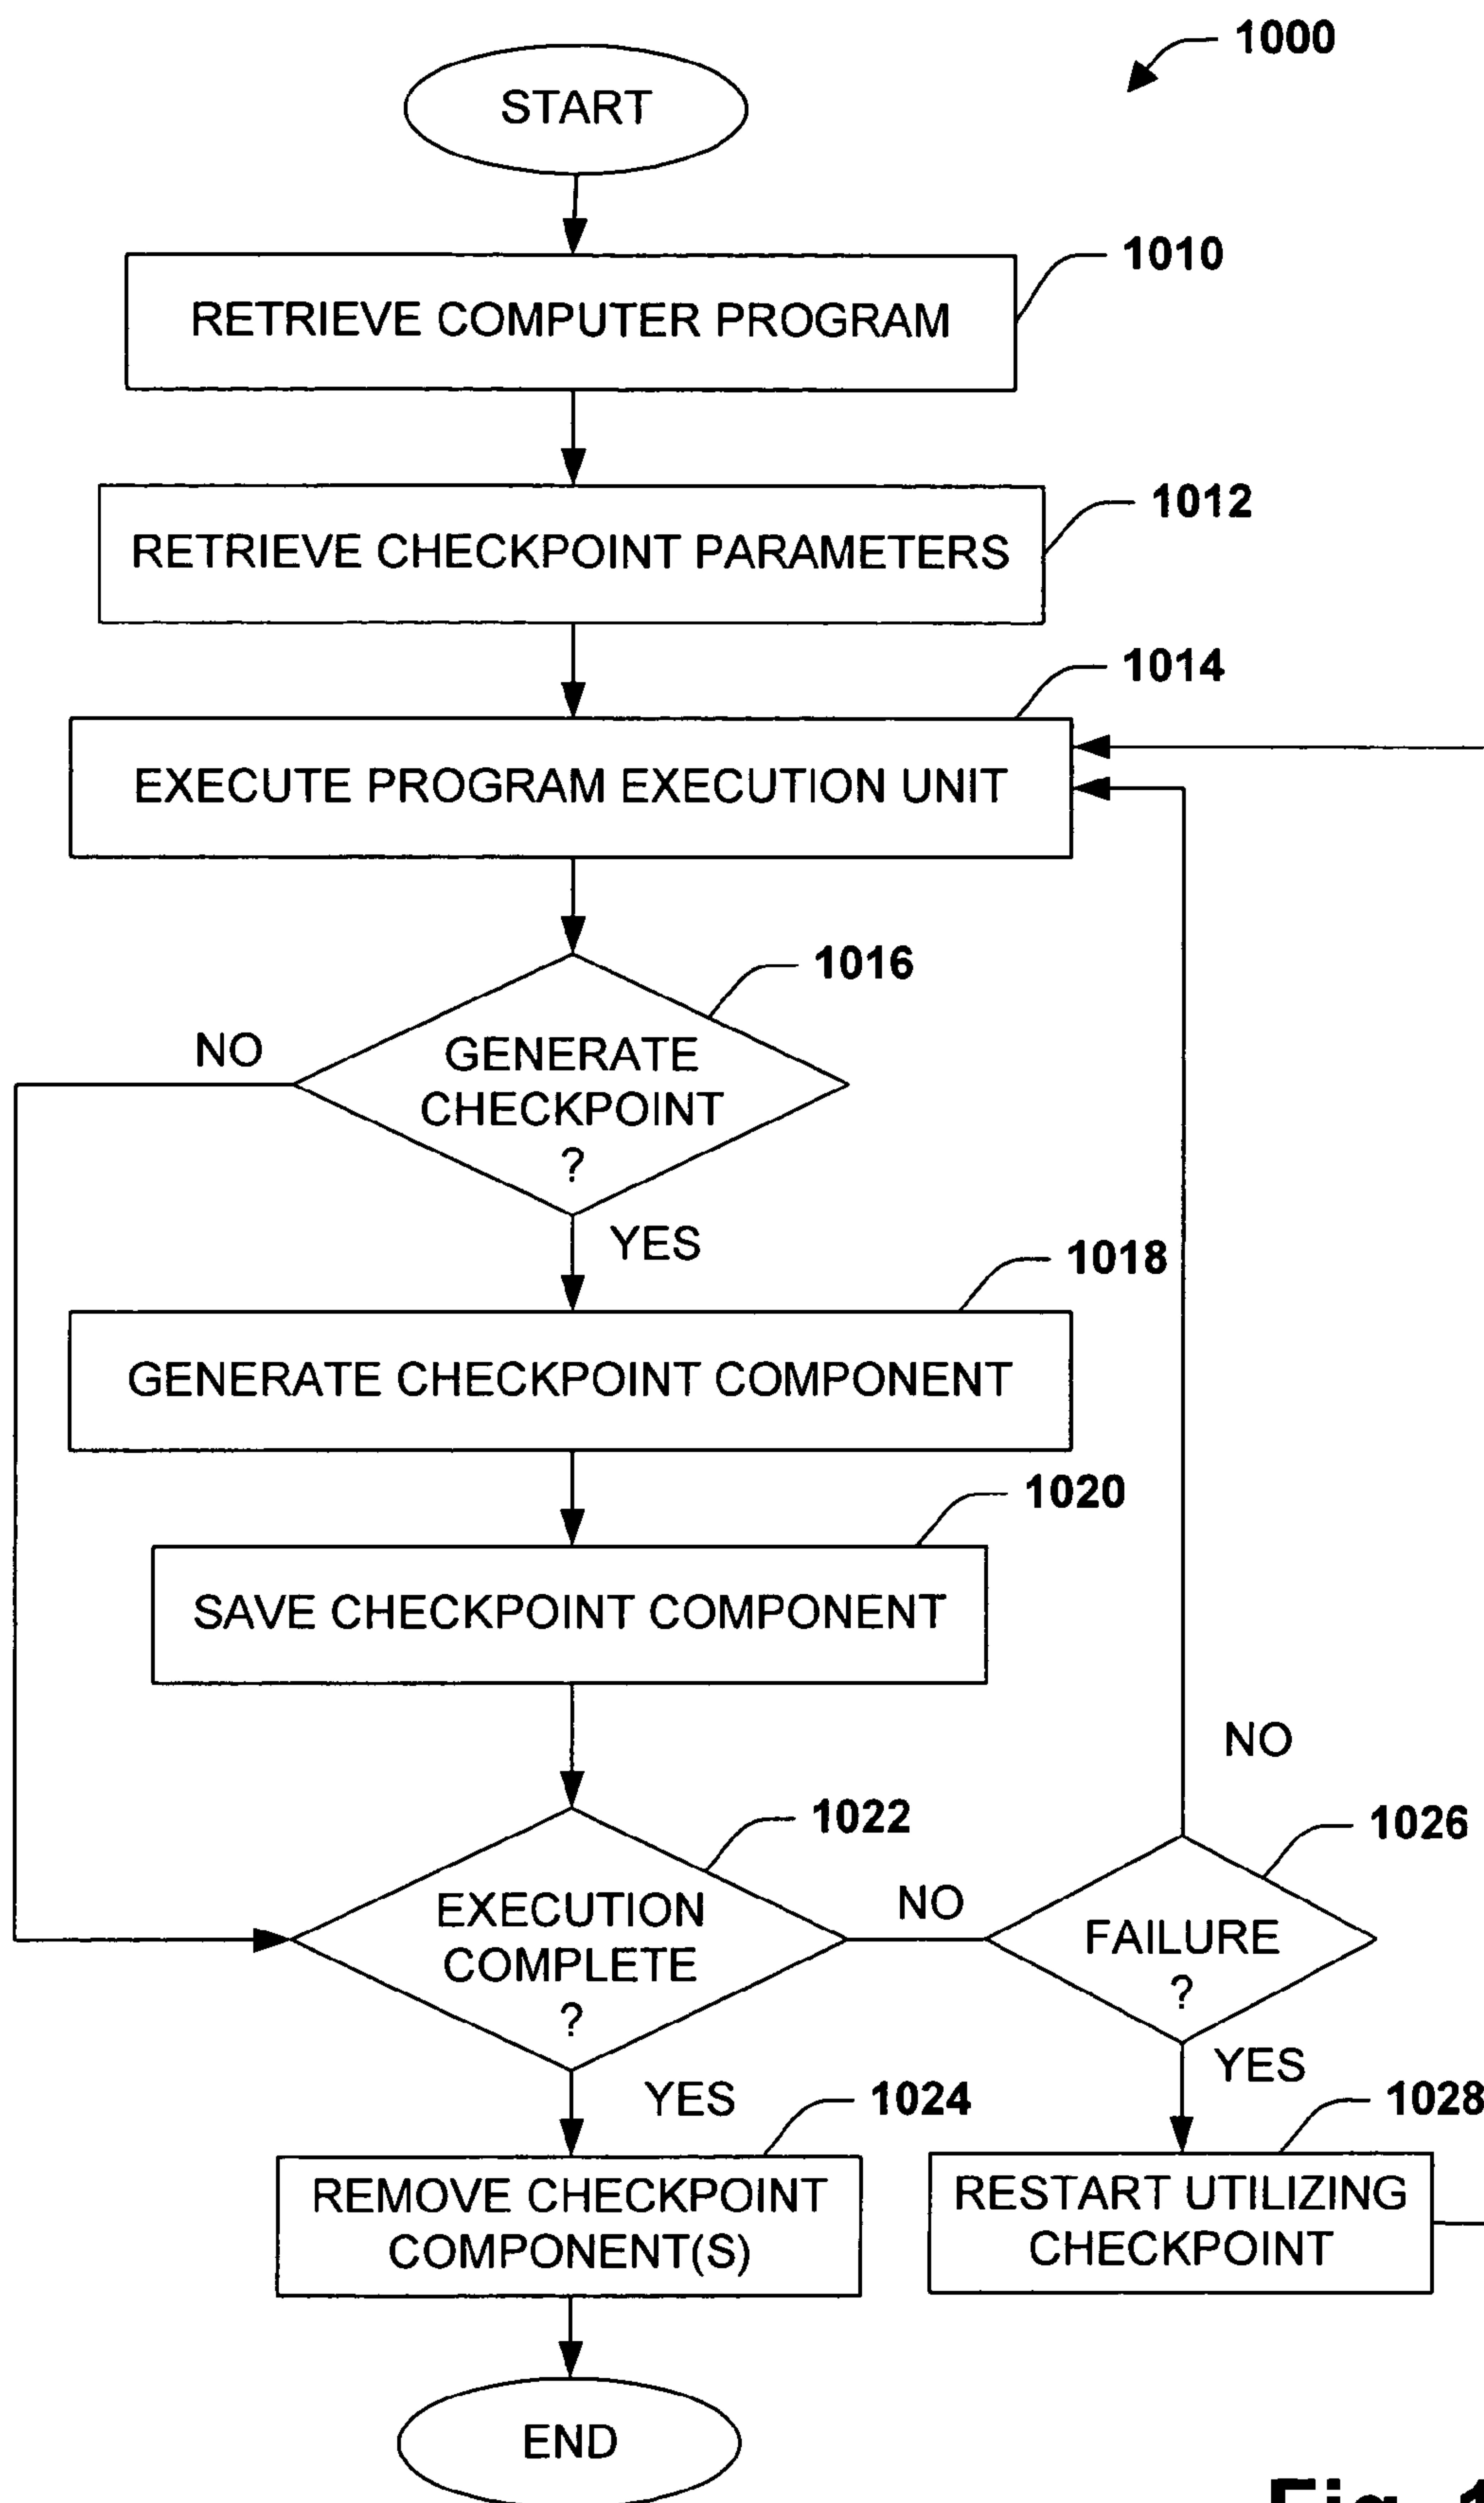 1000
START
1010
RETRIEVE COMPUTER PROGRAM
1012
RETRIEVE CHECKPOINT PARAMETERS
1014
EXECUTE PROGRAM EXECUTION UNIT
1016
NO
GENERATE
CHECKPOINT
?
YES
1018
GENERATE CHECKPOINT COMPONENT
1020
SAVE CHECKPOINT COMPONENT
NO
1022
1026
EXECUTION
COMPLETE
?
NO
FAILURE
?
YES
YES
1024
1028
REMOVE CHECKPOINT
COMPONENT(S)
RESTART UTILIZING
CHECKPOINT
END
Fig.